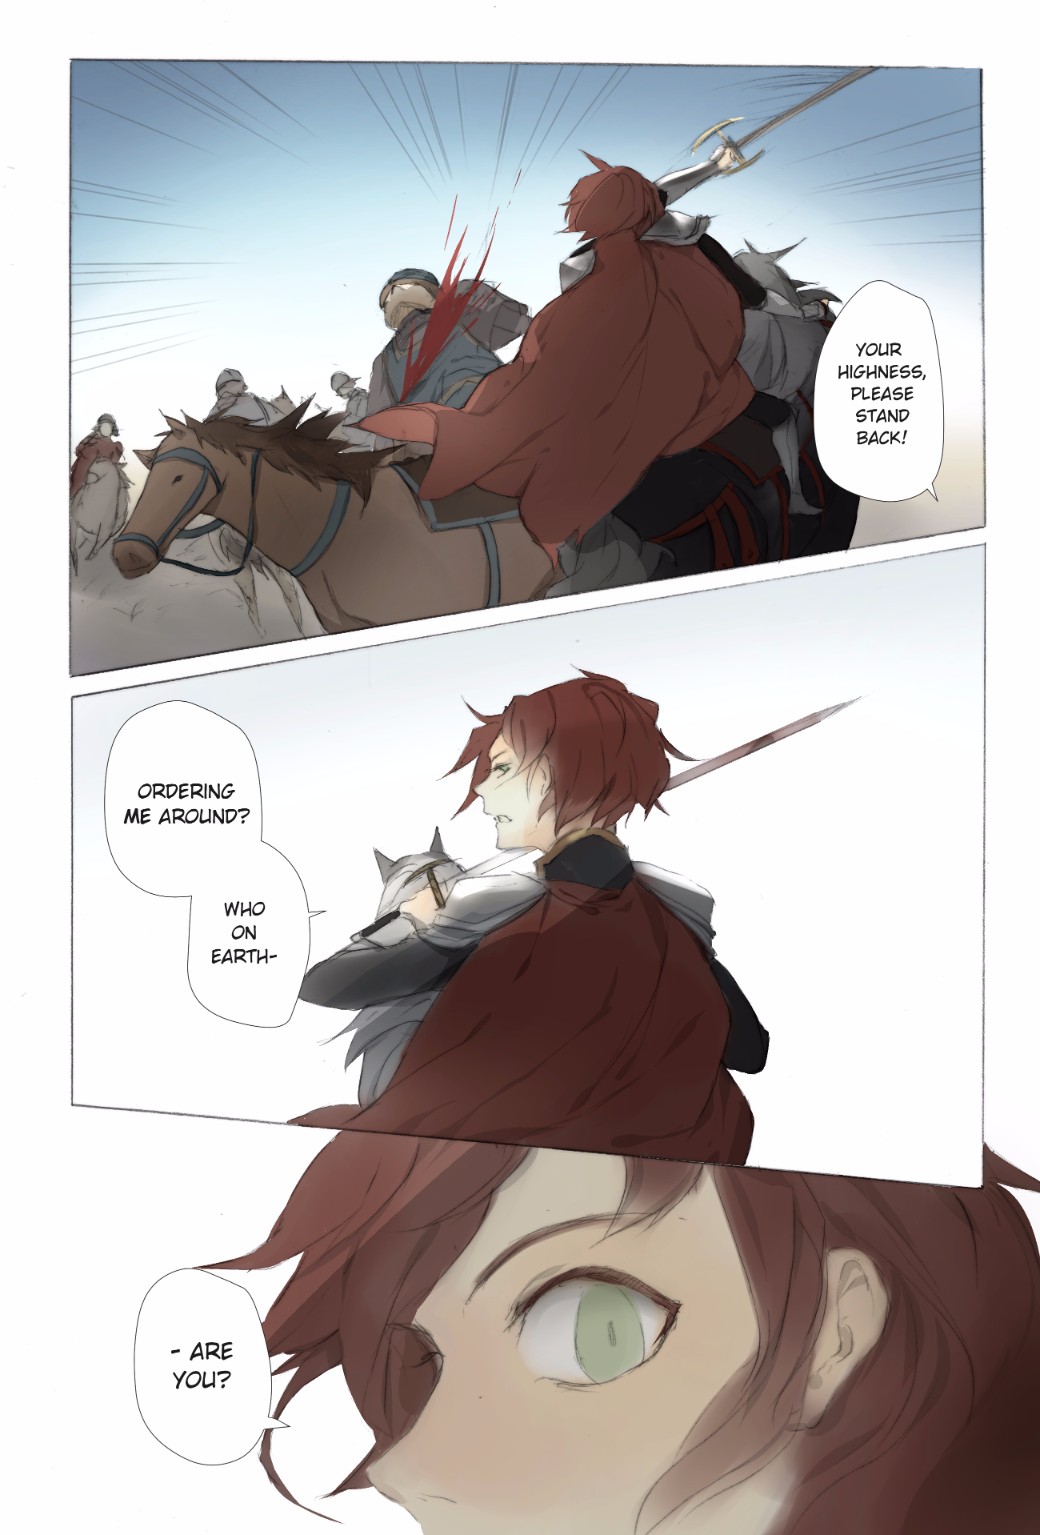 YOUR
HIGHNESS,
PLEASE
STAND
BACK!
ORDERING
ME AROUND?
WHO
ON
EARTH-
- ARE
YOU?